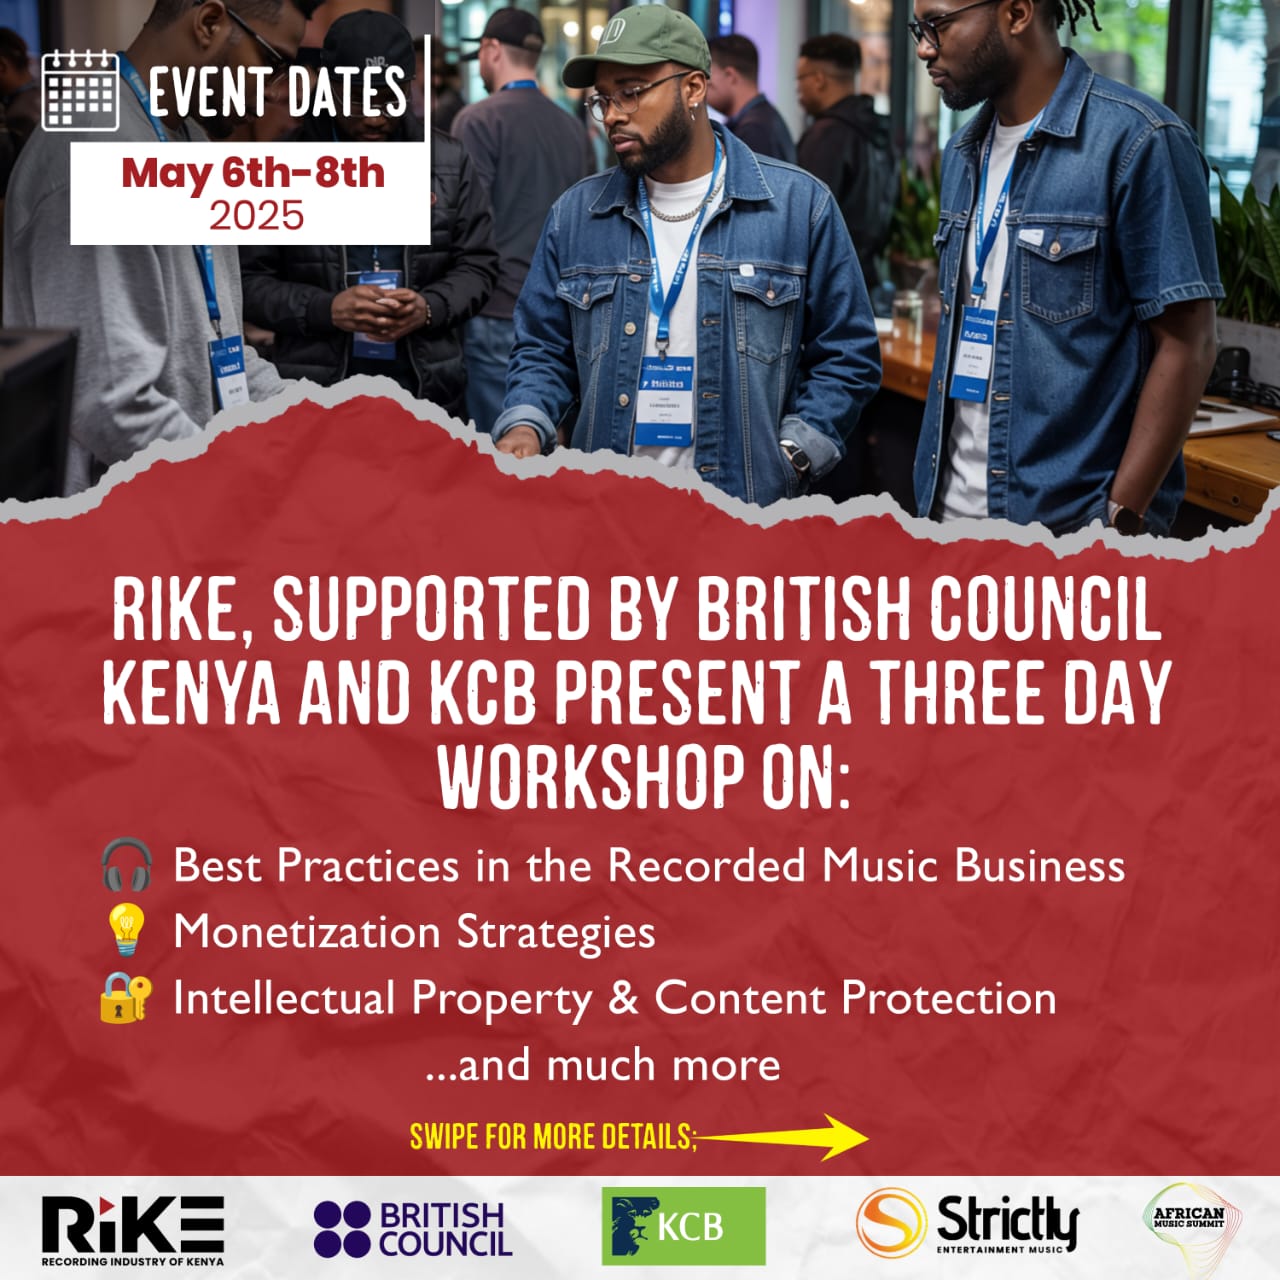 EVENT DATES
May 6th-8th
2025
RIKE, SUPPORTED BY BRITISH COUNCIL
KENYA AND KCB PRESENT A THREE DAY
WORKSHOP ON:
Best Practices in the Recorded Music Business
Monetization Strategies
Intellectual Property & Content Protection
...and much more
SWIPE FOR MORE DETAILS;
RiKE
RECORDING INDUSTRY OF KENYA
BRITISH
COUNCIL
KCB
Strictly
ENTERTAINMENT MUSIC
AFRICAN
MUSIC SUMMIT